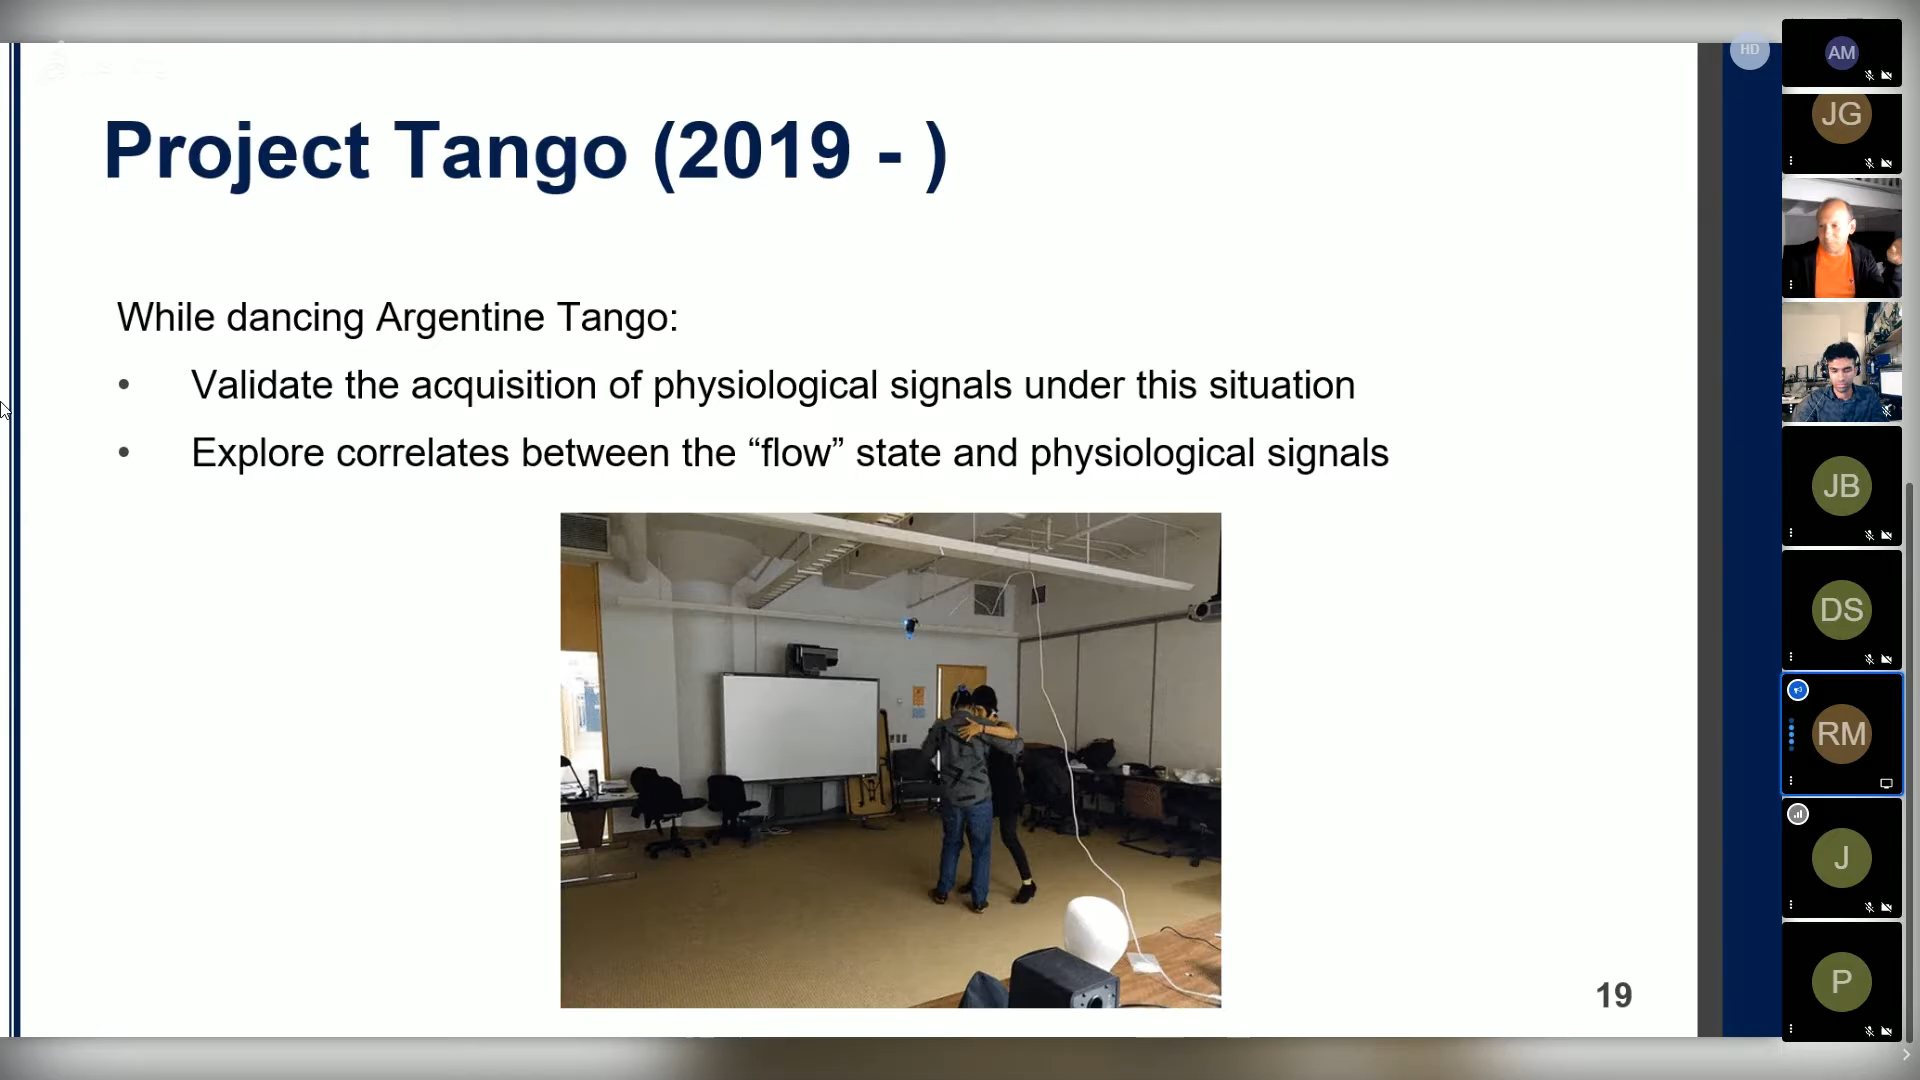 Project Tango (2019 - )
While dancing Argentine Tango:
• Validate the acquisition of physiological signals under this situation
• Explore correlates between the “flow” state and physiological signals
19
HD
AM
JG
JB
DS
RM
J
P